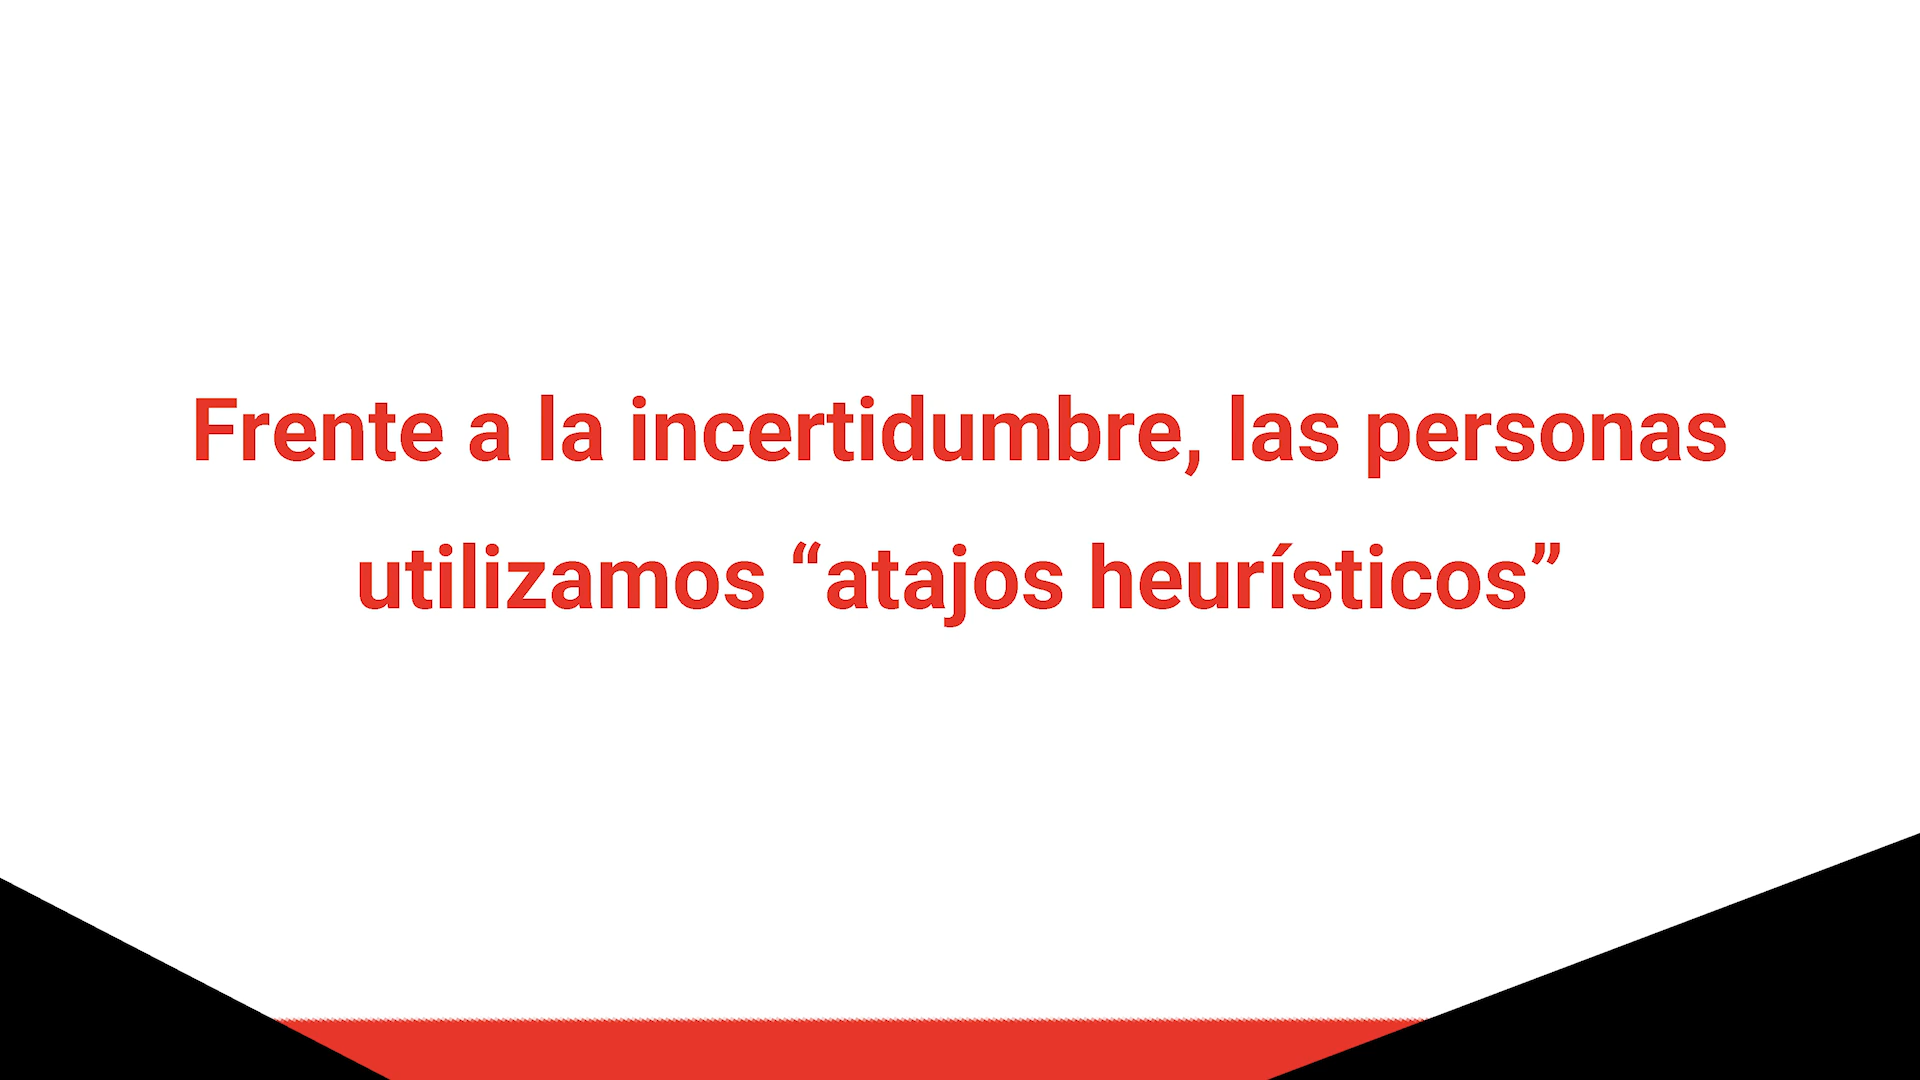 Frente a la incertidumbre, las personas
utilizamos “atajos heurísticos”